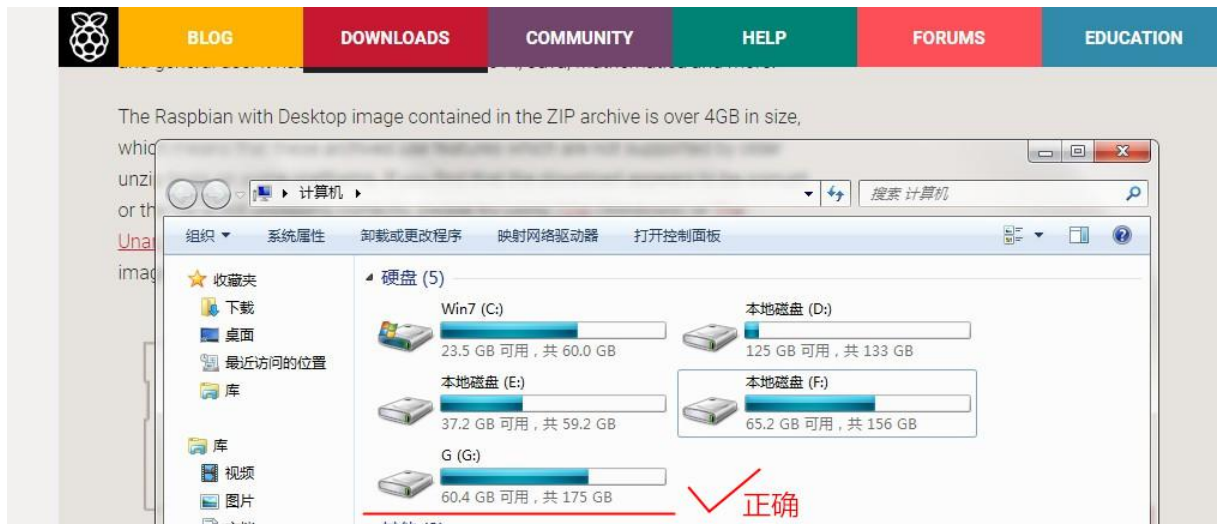 BLOG DOWNLOADS COMMUNITY HELP FORUMS EDUCATION
The Raspbian with Desktop image contained in the ZIP archive is over 4GB in size,
计算机
搜索 计算机
组织 系统属性 卸载或更改程序 映射网络驱动器 打开控制面板
收藏夹
下载
桌面
最近访问的位置
库
库
视频
图片
硬盘 (5)
Win7 (C:)
23.5 GB 可用，共 60.0 GB
本地磁盘 (D:)
125 GB 可用，共 133 GB
本地磁盘 (E:)
37.2 GB 可用，共 59.2 GB
本地磁盘 (F:)
65.2 GB 可用，共 156 GB
G (G:)
60.4 GB 可用，共 175 GB
正确